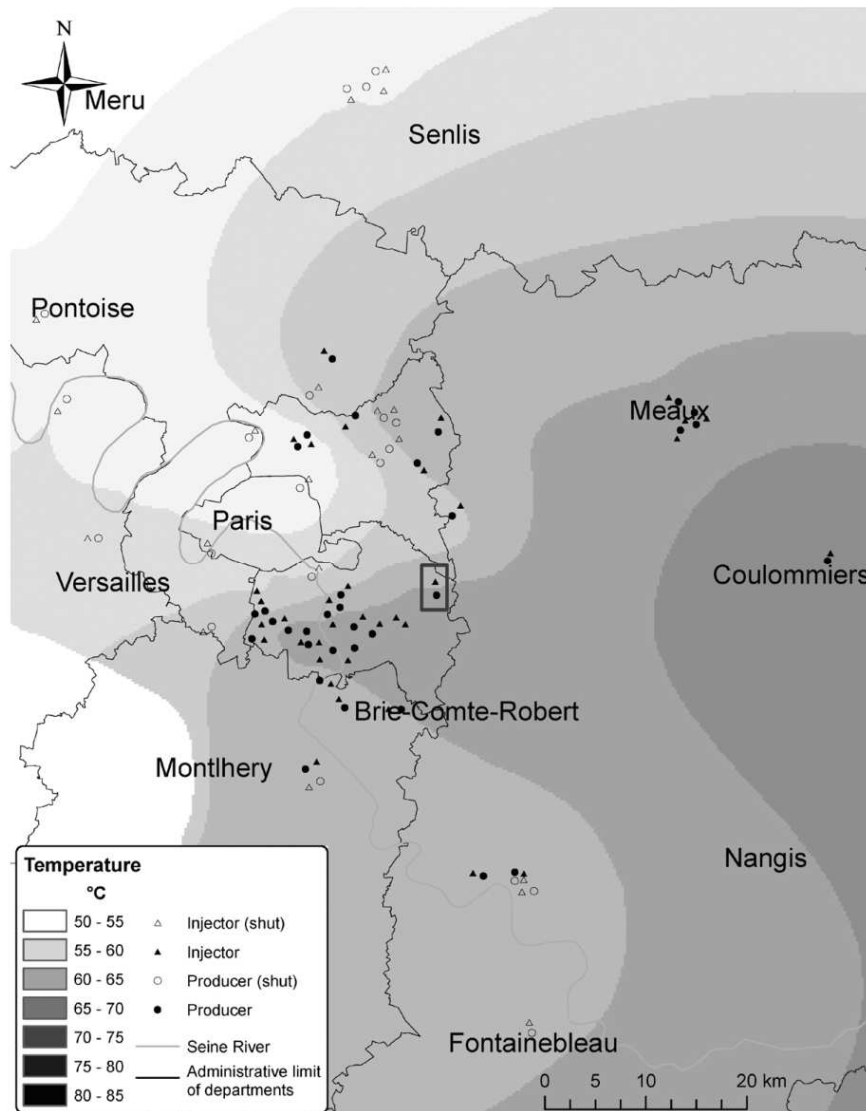 N
Meru
Senlis
Pontoise
Meaux
Paris
Coulommiers
Versailles
Brie-Comte-Robert
Montlhery
Nangis
Fontainebleau
Temperature
°C
50 - 55
55 - 60
60 - 65
65 - 70
70 - 75
75 - 80
80 - 85
Injector (shut)
Injector
Producer (shut)
Producer
Seine River
Administrative limit
of departments
0 5 10 20 km